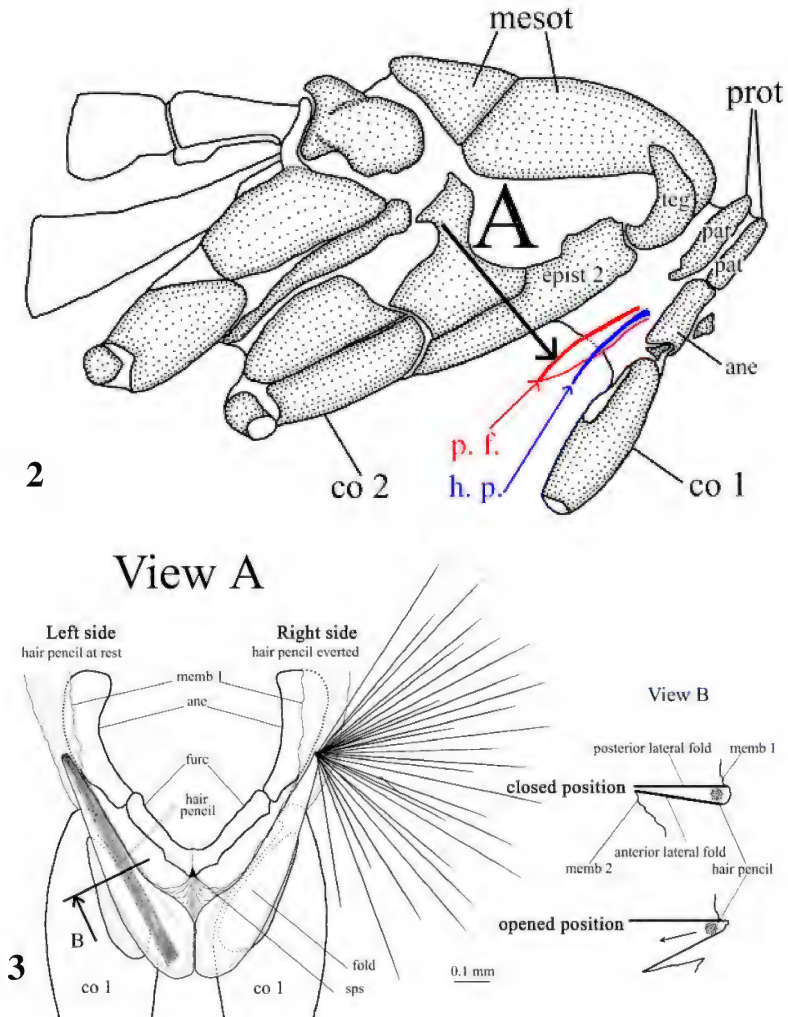 mesot
prot
A
teg
par
pat
epist 2
ane
p. f.
h. p.
2
co 2
co 1
View A
Left side
hair pencil at rest
Right side
hair pencil everted
memb 1
ane
furc
hair
pencil
B
3
co 1
co 1
fold
sps
0.1 mm
View B
posterior lateral fold
memb 1
closed position
anterior lateral fold
memb 2
hair pencil
opened position